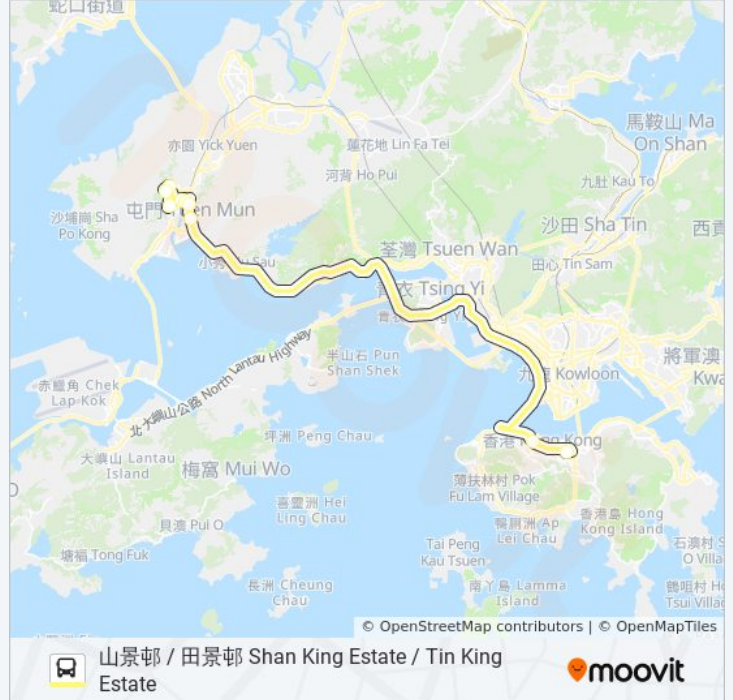 蛇口街道
馬鞍山 Ma
On Shan
亦園 Yick Yuen
蓮花地 Lin Fa Tei
河背 Ho Pui
九肚 Kau To
屯門
en Mun
沙埔崗 Sha
Po Kong
沙田 Sha Tin
西貢
荃灣 Tsuen Wan
田心 Tin Sam
青衣 Tsing Yi
半山石 Pun
Shan Shek
北大嶼山公路 North Lantau Highway
將軍澳
Kwa
九龍 Kowloon
赤鱲角 Chek
Lap Kok
坪洲 Peng Chau
香港
Kong
大嶼山 Lantau
Island
梅窩 Mui Wo
薄扶林村 Pok
Fu Lam Village
喜靈洲 Hei
Ling Chau
鴨脷洲 Ap
Lei Chau
香港島 Hong
Kong Island
貝澳 Pui O
塘福 Tong Fuk
Tai Peng
Kau Tsuen
石澳村 S
O Villa
長洲 Cheung
Chau
南丫島 Lamma
Island
鶴咀村 H
Tsui Villag
© OpenStreetMap contributors | © OpenMapTiles
山景邨 / 田景邨 Shan King Estate / Tin King
Estate
moovit